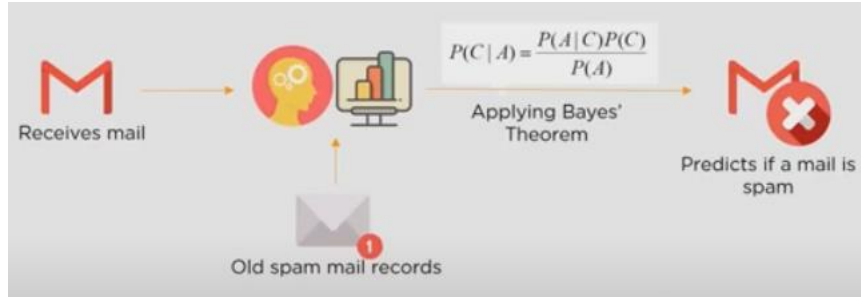 Receives mail
P(C | A) = P(A | C)P(C) / P(A)
Applying Bayes'
Theorem
Predicts if a mail is
spam
1
Old spam mail records